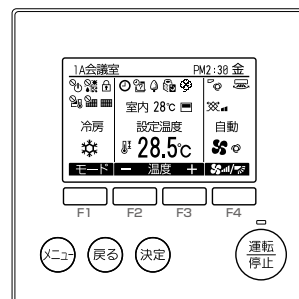 1A会議室 PM2:30 金
室内 28℃
冷房 設定温度 自動
28.5℃
モード － 温度 ＋
F1 F2 F3 F4
メニュー 戻る 決定 運転
停止